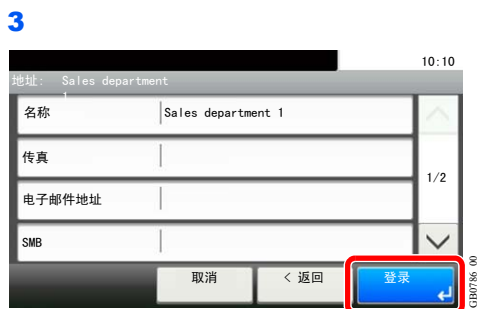 3
10:10
地址: Sales department
1
名称 Sales department 1
传真
1/2
电子邮件地址
SMB
取消 < 返回 登录
GB0786_00